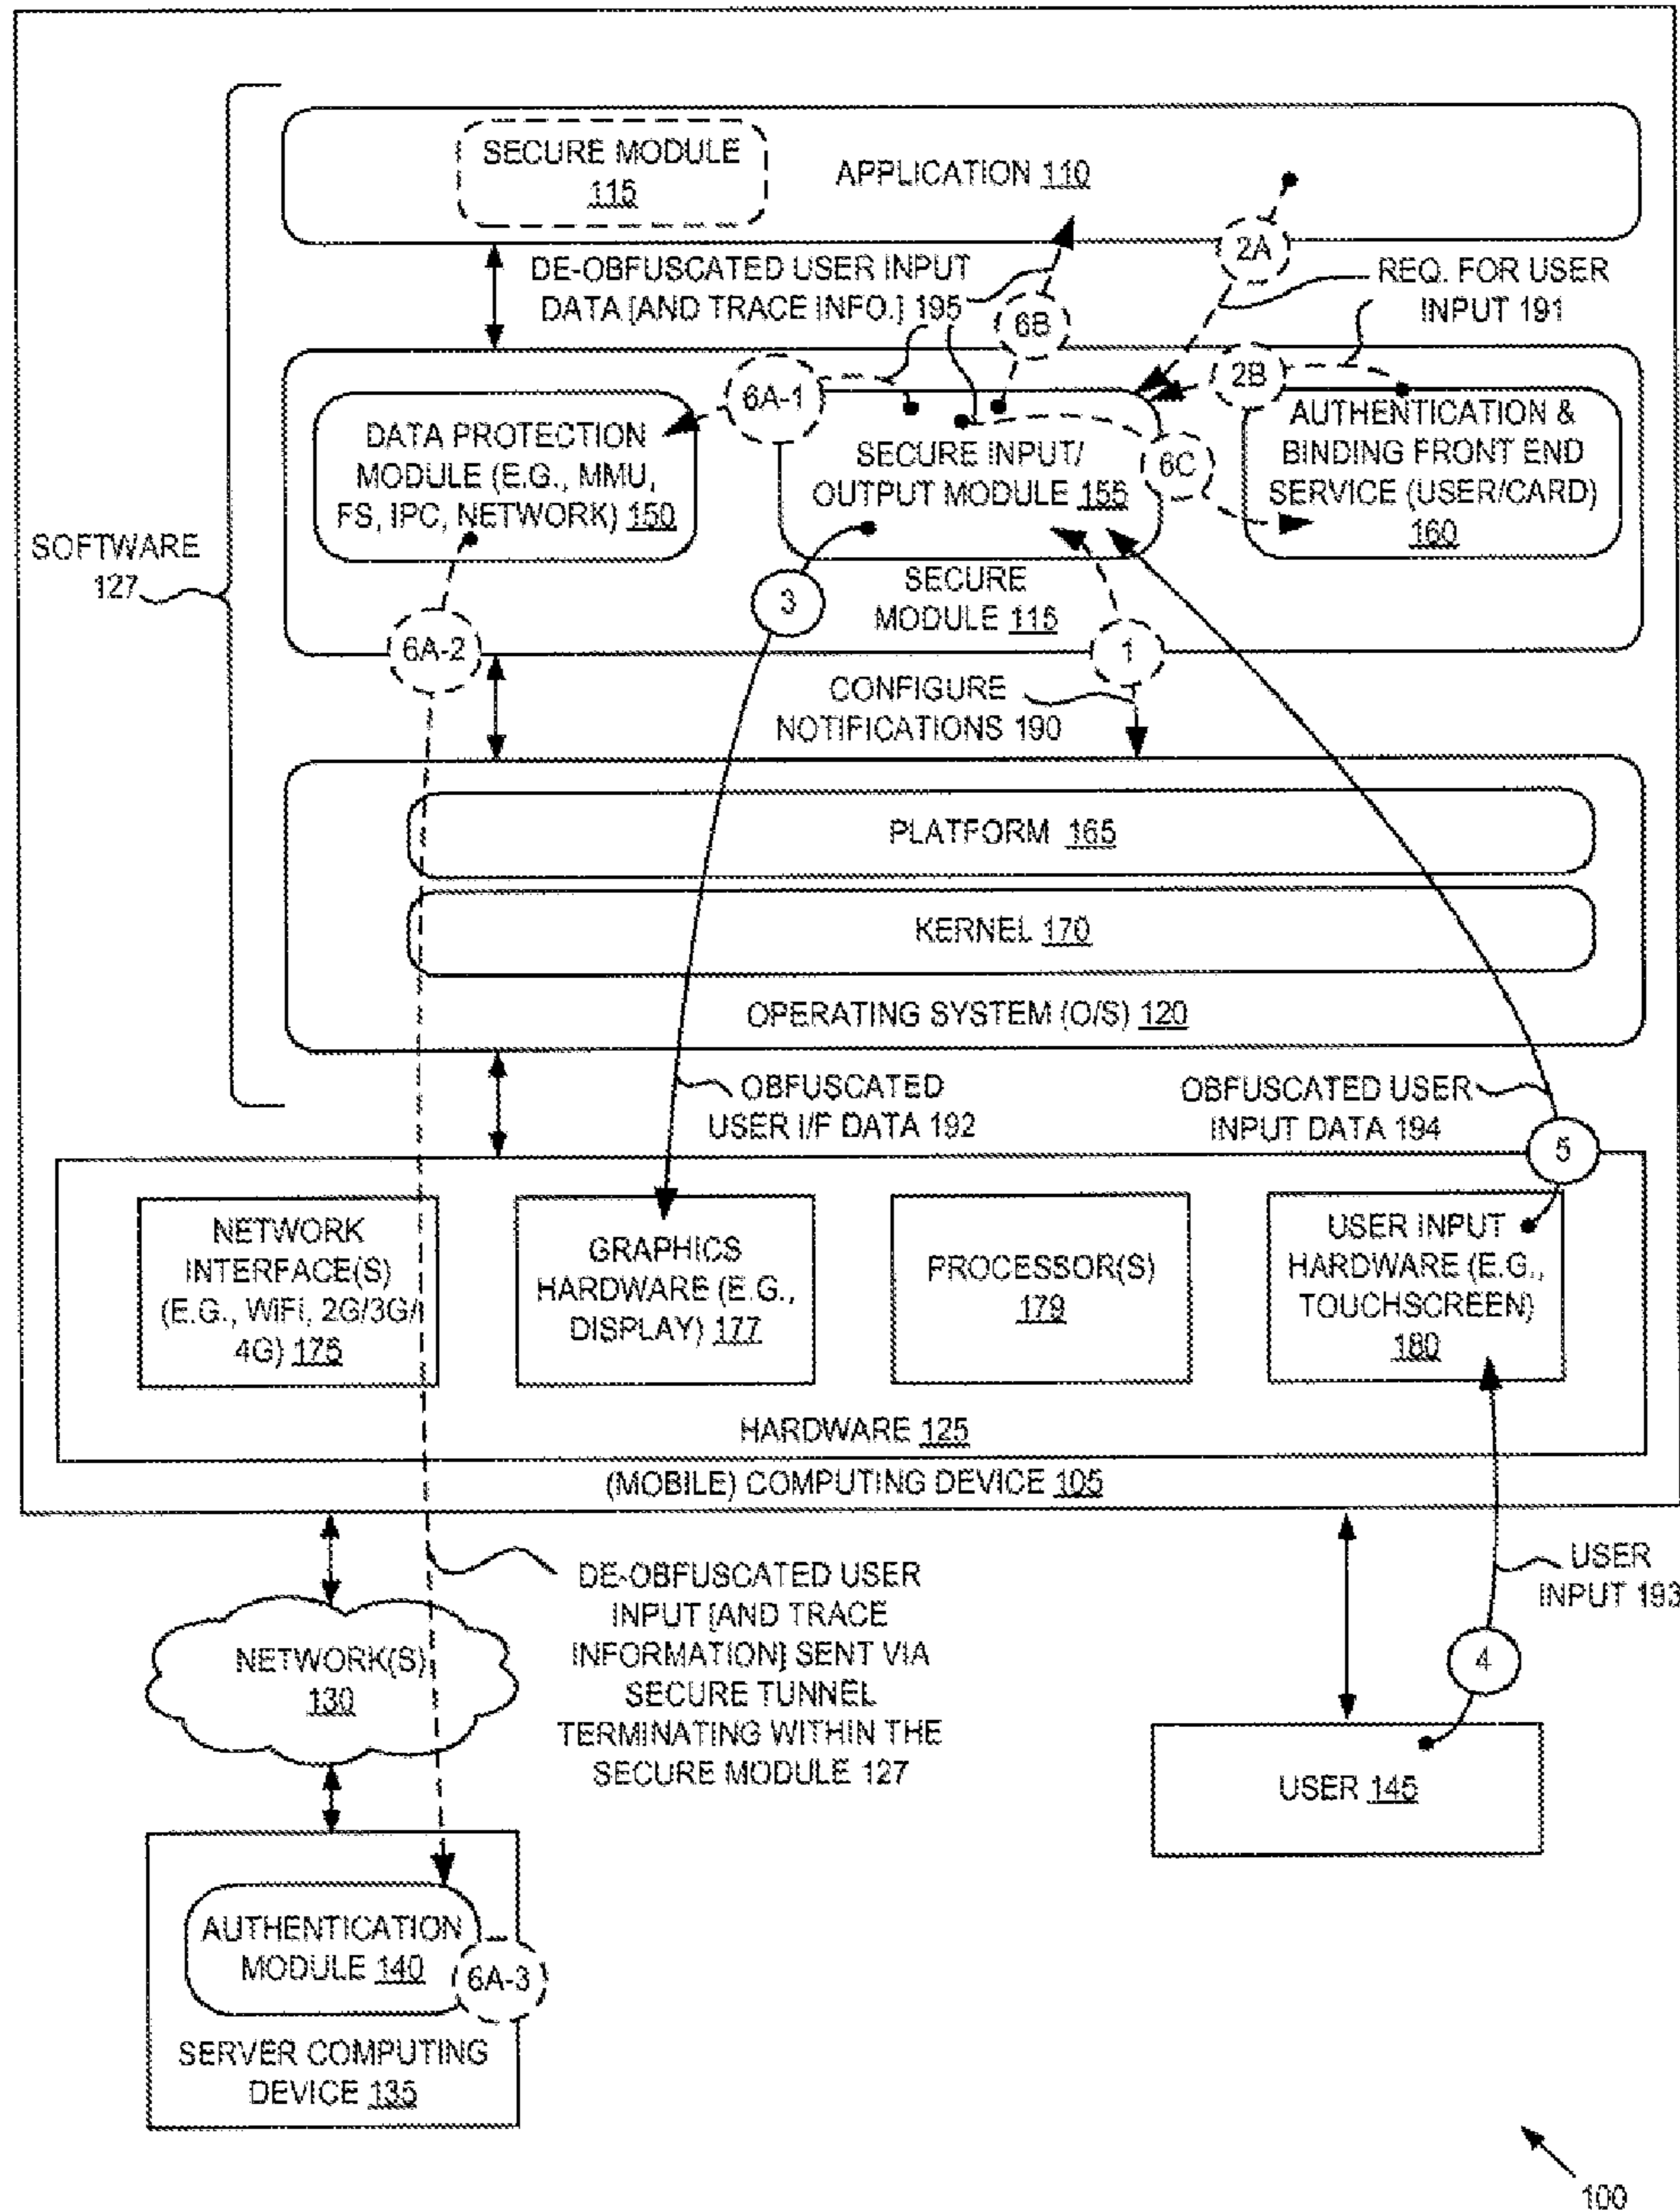 SECURE MODULE
115
APPLICATION 110
2A
DE-OBFUSCATED USER INPUT
DATA [AND TRACE INFO.] 195
6B
REQ. FOR USER
INPUT 191
6A-1
2B
DATA PROTECTION
MODULE (E.G., MMU,
FS, IPC, NETWORK) 150
SECURE INPUT/
OUTPUT MODULE 155
6C
AUTHENTICATION &
BINDING FRONT END
SERVICE (USER/CARD)
160
SOFTWARE
127
3
SECURE
MODULE 115
6A-2
1
CONFIGURE
NOTIFICATIONS 190
PLATFORM 165
KERNEL 170
OPERATING SYSTEM (O/S) 120
OBFUSCATED
USER I/F DATA 192
OBFUSCATED USER
INPUT DATA 194
5
NETWORK
INTERFACE(S)
(E.G., WIFI, 2G/3G/
4G) 175
GRAPHICS
HARDWARE (E.G.,
DISPLAY) 177
PROCESSOR(S)
179
USER INPUT
HARDWARE (E.G.,
TOUCHSCREEN)
180
HARDWARE 125
(MOBILE) COMPUTING DEVICE 105
DE-OBFUSCATED USER
INPUT [AND TRACE
INFORMATION] SENT VIA
SECURE TUNNEL
TERMINATING WITHIN THE
SECURE MODULE 127
USER
INPUT 193
NETWORK(S)
130
4
USER 145
AUTHENTICATION
MODULE 140
6A-3
SERVER COMPUTING
DEVICE 135
100